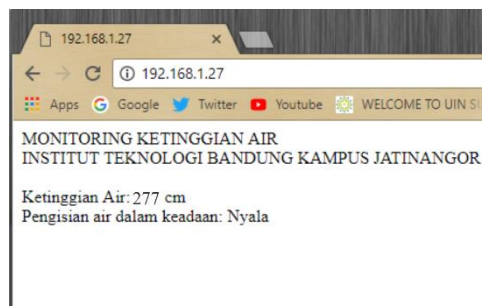 192.168.1.27
192.168.1.27
Apps Google Twitter Youtube WELCOME TO UIN
MONITORING KETINGGIAN AIR
INSTITUT TEKNOLOGI BANDUNG KAMPUS JATINANGOR
Ketinggian Air: 277 cm
Pengisian air dalam keadaan: Nyala